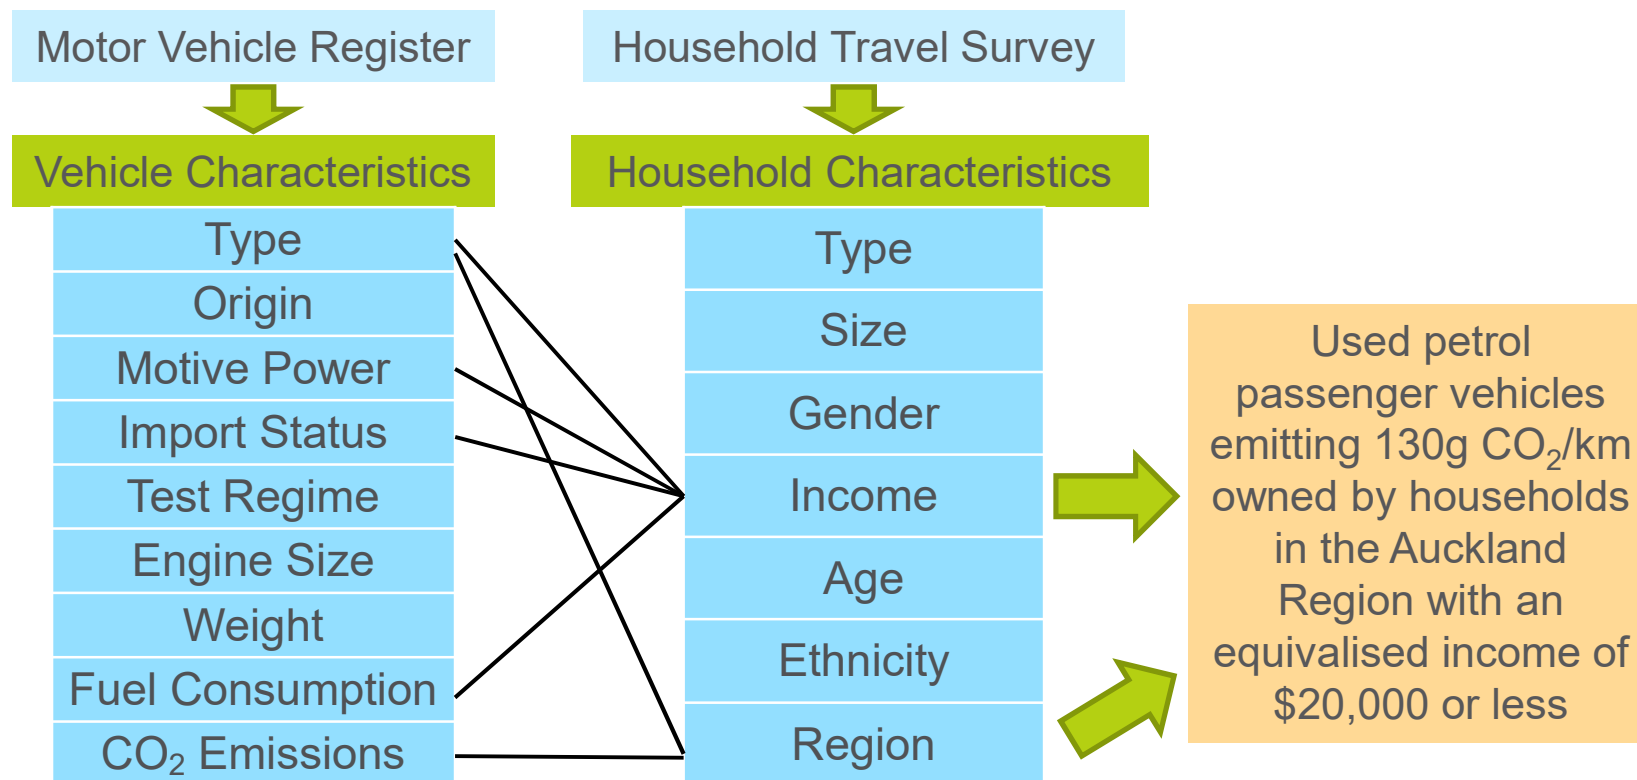 Motor Vehicle Register
Household Travel Survey
Vehicle Characteristics
Household Characteristics
Type
Origin
Motive Power
Import Status
Test Regime
Engine Size
Weight
Fuel Consumption
CO₂ Emissions
Type
Size
Gender
Income
Age
Ethnicity
Region
Used petrol
passenger vehicles
emitting 130g CO₂/km
owned by households
in the Auckland
Region with an
equivalised income of
$20,000 or less